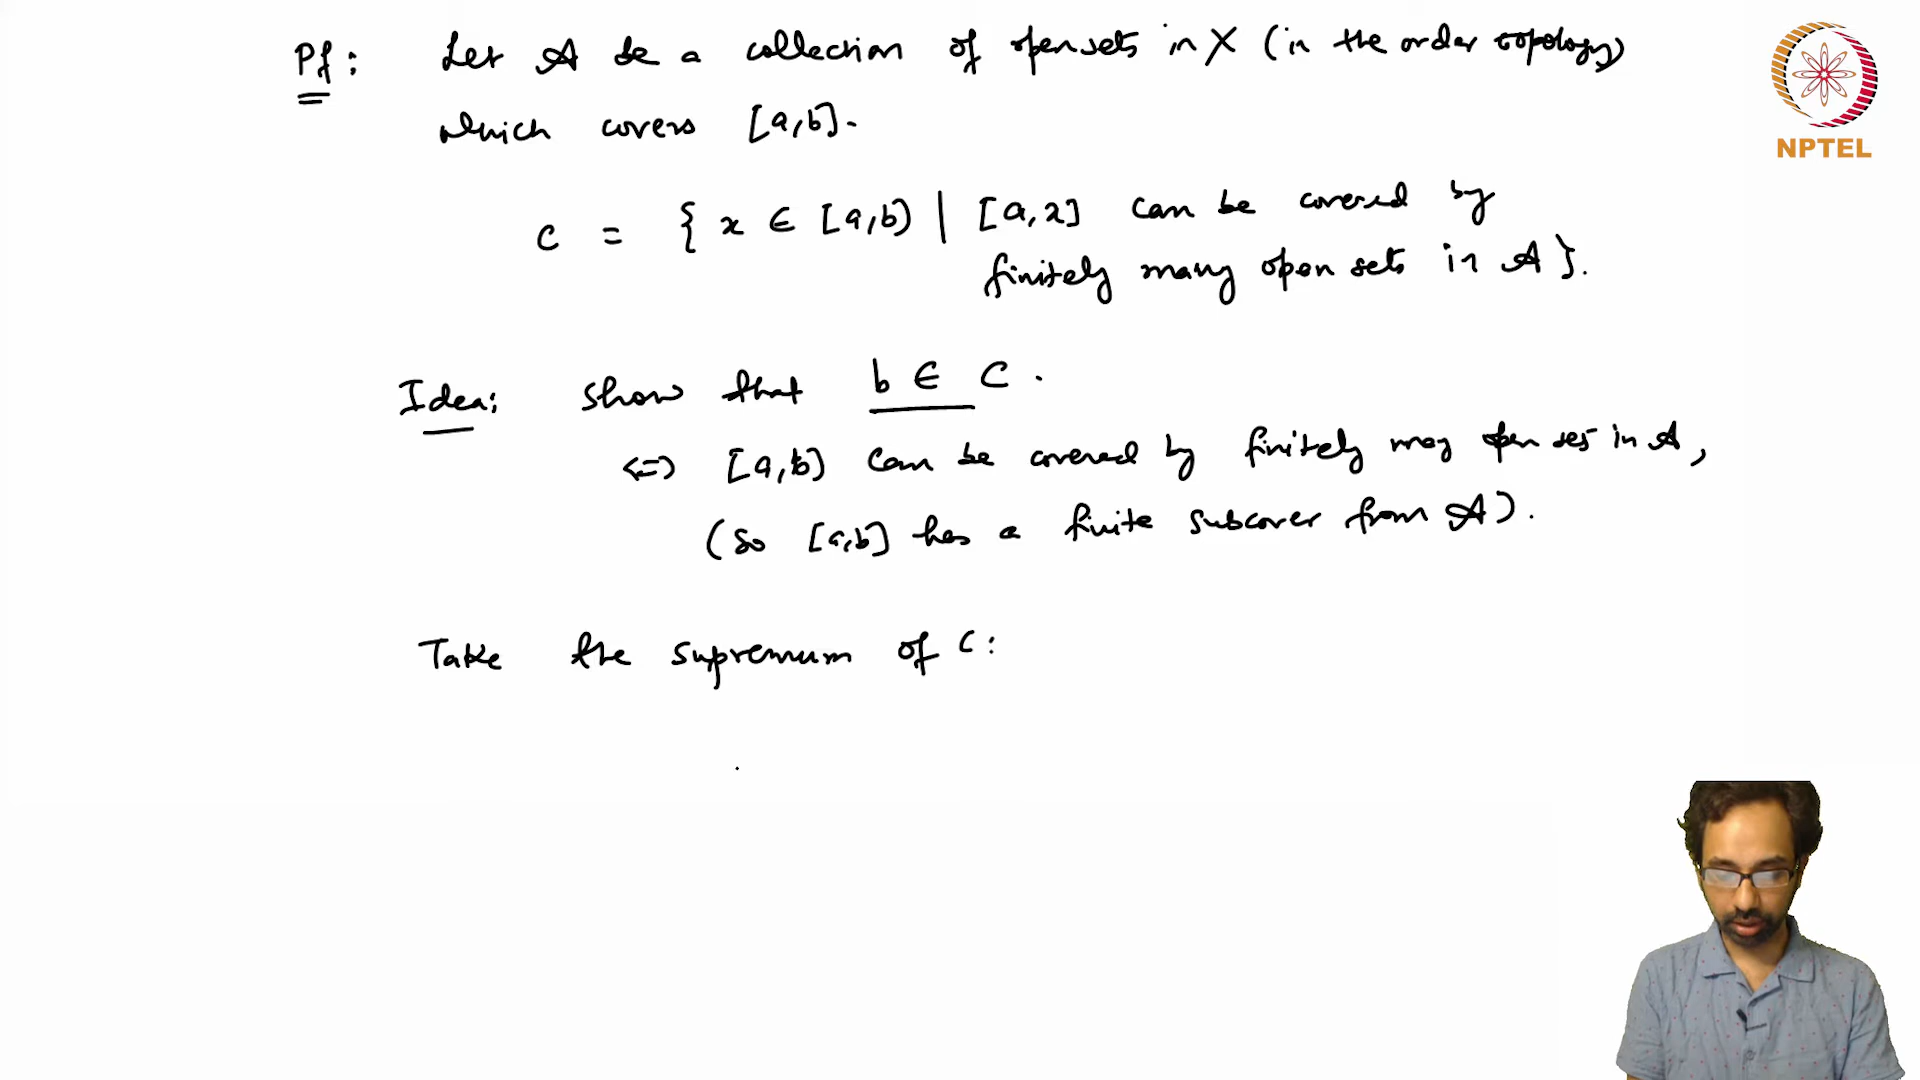 Pf: Let A be a collection of open sets in X (in the order topology)
which covers [a,b].
C = { x ∈ [a,b] | [a,x] can be covered by
finitely many open sets in A }.
Idea: Show that b ∈ C.
<=> [a,b] can be covered by finitely may open set in A,
(So [a,b] has a finite subcover from A).
Take the supremum of C:
NPTEL